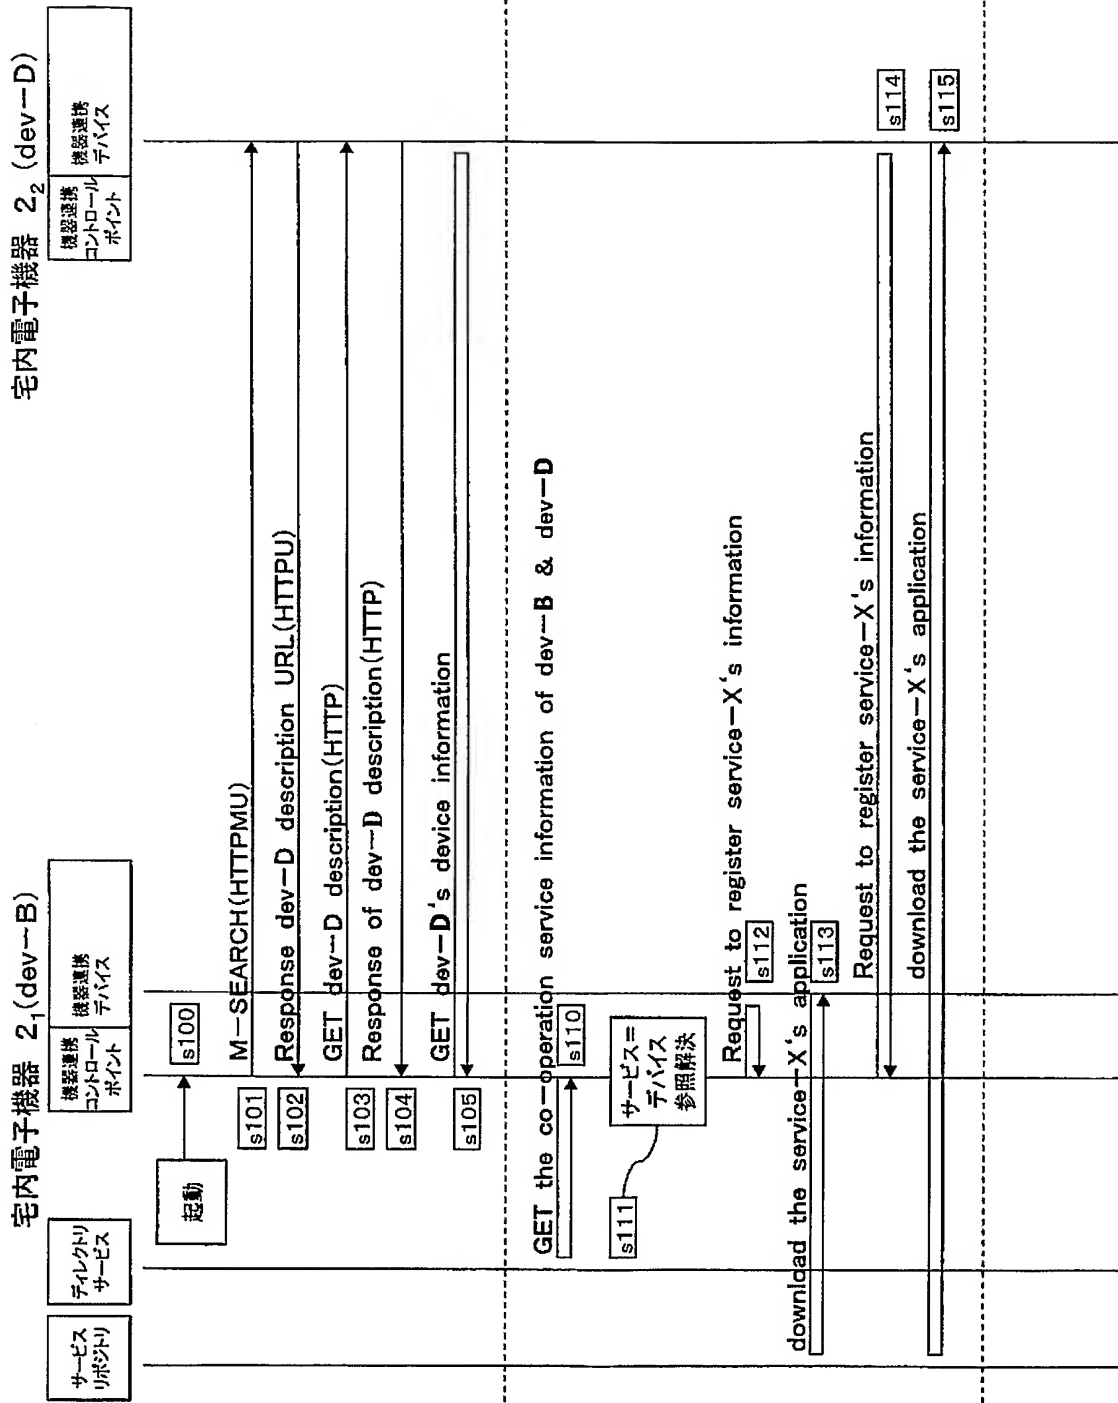 サービス
リポジトリ
ディレクトリ
サービス
宅内電子機器 2₁(dev−B)
機器連携
コントロール
ポイント
機器連携
デバイス
宅内電子機器 2₂ (dev−D)
機器連携
コントロール
ポイント
機器連携
デバイス
起動
s100
s101
M−SEARCH(HTTPMU)
s102
Response dev−D description URL(HTTPU)
s103
GET dev−D description(HTTP)
s104
Response of dev−D description(HTTP)
s105
GET dev−D's device information
GET the co−operation service information of dev−B & dev−D
s110
s111
サービス=
デバイス
参照解決
Request to register service−X's information
s112
download the service−X's application
s113
Request to register service−X's information
s114
download the service−X's application
s115